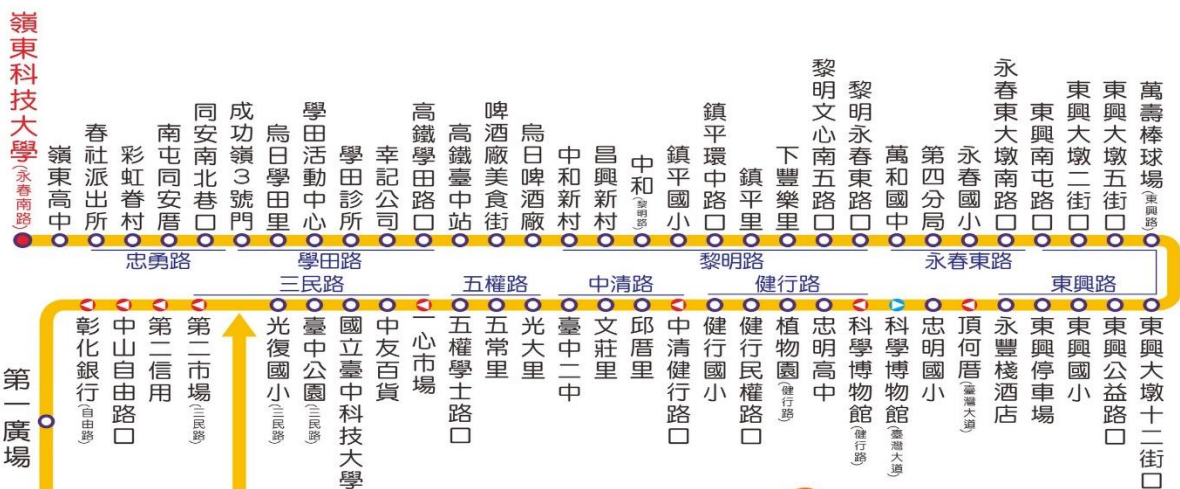 嶺東科技大學(永春南路)
嶺東高中
春社派出所
彩虹眷村
南屯同安厝
同安南北巷口
成功嶺3號門
烏日學田里
學田活動中心
學田診所
幸記公司
高鐵學田路口
高鐵臺中站
啤酒廠美食街
烏日啤酒廠
中和新村
昌興新村
中和(黎明路)
鎮平國小
鎮平環中路口
鎮平里
下豐樂里
黎明文心南五路口
黎明永春東路口
萬和國中
第四分局
永春國小
永春東大墩南路口
東興南屯路口
東興大墩二街口
東興大墩五街口
萬壽棒球場(東興路)
忠勇路
學田路
黎明路
永春東路
三民路
五權路
中清路
健行路
東興路
第一廣場
彰化銀行(自由路)
中山自由路口
第二信用
第二市場(三民路)
光復國小(三民路)
臺中公園(三民路)
國立臺中科技大學
中友百貨
一心市場
五權學士路口
五常里
光大里
臺中二中
文莊里
邱厝里
中清健行路口
健行國小
健行民權路口
植物園(健行路)
忠明高中
科學博物館(健行路)
科學博物館(臺灣大道)
忠明國小
頂何厝(臺灣大道)
永豐棧酒店
東興停車場
東興國小
東興公益路口
東興大墩十二街口